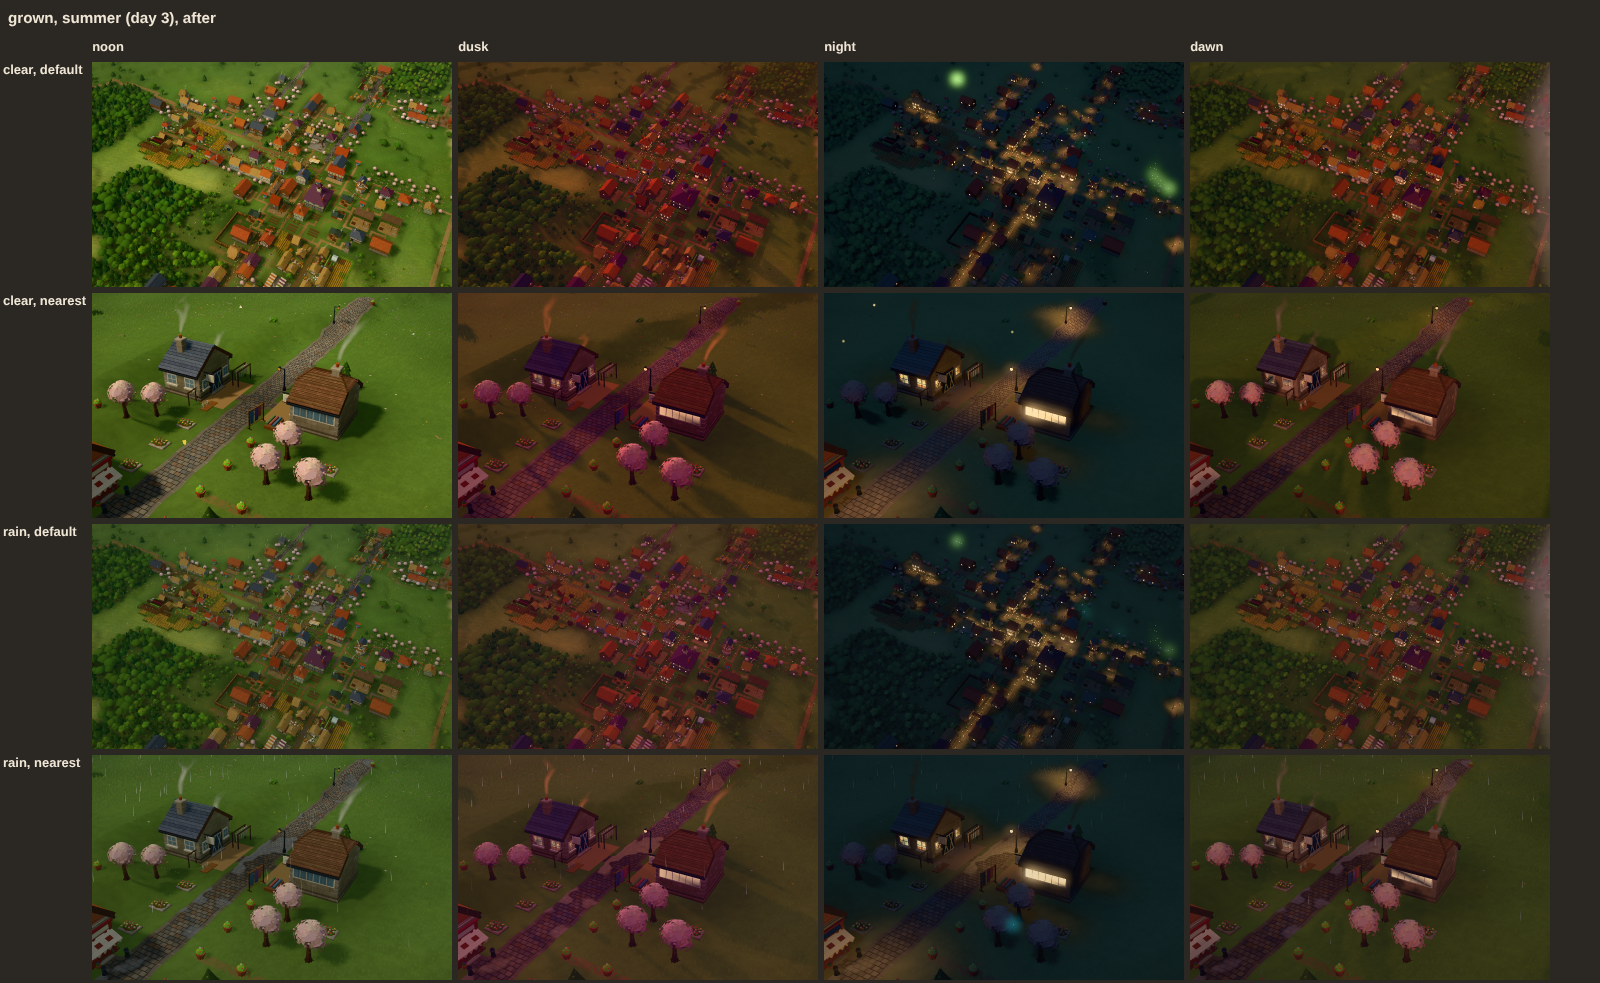 grown, summer (day 3), after
noon dusk night dawn
clear, default
clear, nearest
rain, default
rain, nearest